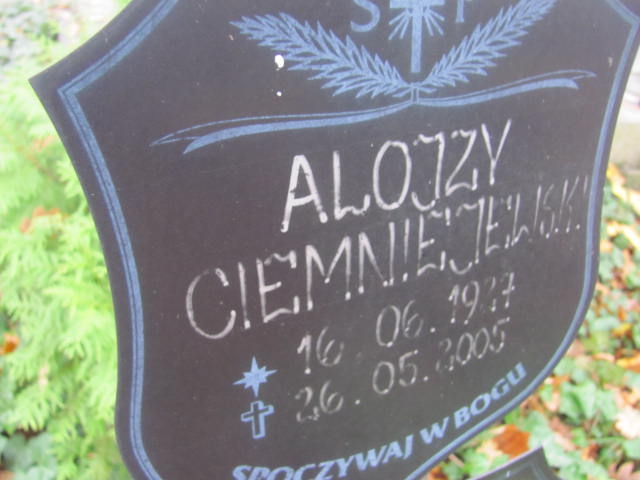 S P
ALOJZY
CIEMNIEJEWSKI
16 06. 1927
26.05.2005
SPOCZYWAJ W BOGU